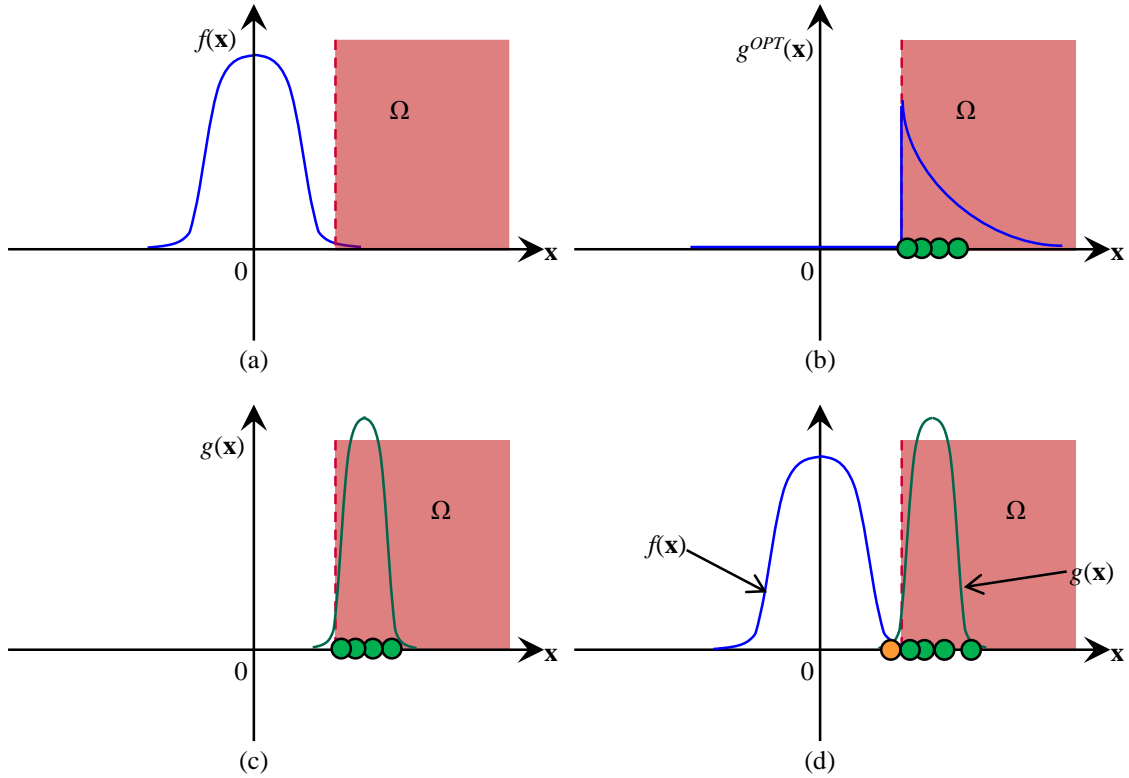 f(x)
Ω
0
x
(a)
g^OPT(x)
Ω
0
x
(b)
g(x)
Ω
0
x
(c)
f(x)
Ω
g(x)
0
x
(d)